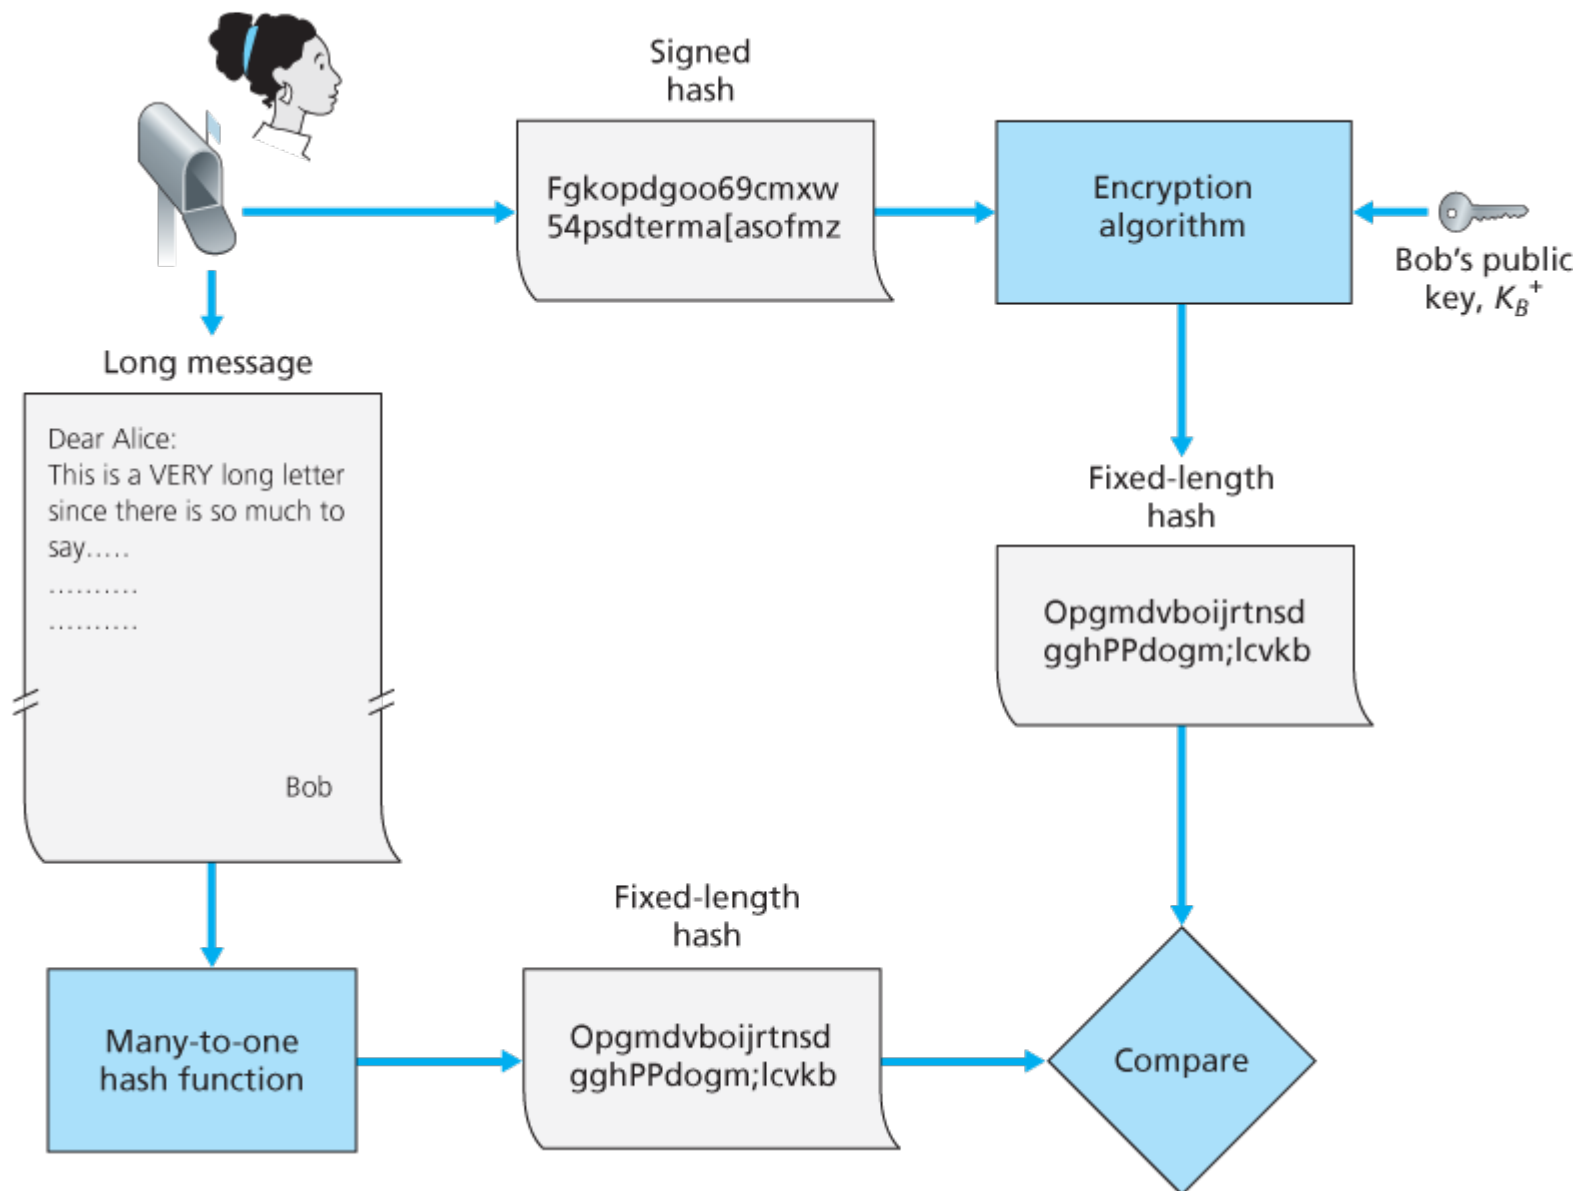 Signed
hash
Fgkopdgoo69cmxw
54psdterma[asofmz
Encryption
algorithm
Bob's public
key, K_B^+
Long message
Dear Alice:
This is a VERY long letter
since there is so much to
say.....
..........
..........
Bob
Fixed-length
hash
Opgmdvboijrtnsd
gghPPdogm;lcvkb
Many-to-one
hash function
Fixed-length
hash
Opgmdvboijrtnsd
gghPPdogm;lcvkb
Compare